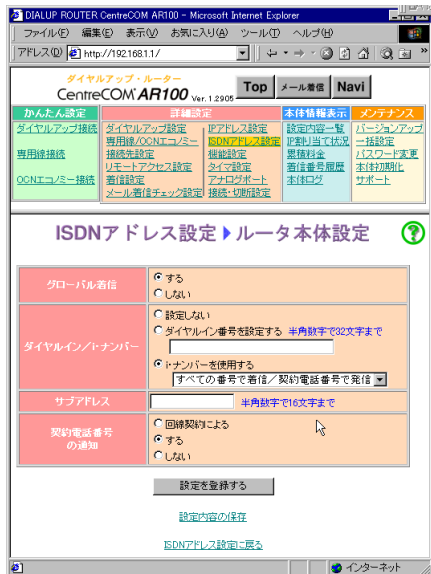 DIALUP ROUTER CentreCOM AR100 - Microsoft Internet Explorer
ファイル(F) 編集(E) 表示(V) お気に入り(A) ツール(T) ヘルプ(H)
アドレス(D) http://192.168.1.1/
ダイヤルアップ・ルーター
CentreCOM AR100 Ver. 1.2905
Top メール着信 Navi
かんたん設定 詳細設定 本体情報表示 メンテナンス
ダイヤルアップ接続 ダイヤルアップ設定 IPアドレス設定 設定内容一覧 バージョンアップ
専用線/OCNエコノミー ISDNアドレス設定 IP割り当て状況 一括設定
専用線接続 接続先設定 機能設定 累積料金 パスワード変更
リモートアクセス設定 タイマ設定 着信番号履歴 本体初期化
OCNエコノミー接続 着信設定 アナログポート 本体ログ サポート
メール着信チェック設定 接続・切断設定
ISDNアドレス設定 ルータ本体設定 ?
グローバル着信
する
しない
ダイヤルイン/i・ナンバー
設定しない
ダイヤルイン番号を設定する 半角数字で32文字まで
i・ナンバーを使用する
すべての番号で着信/契約電話番号で発信
サブアドレス
半角数字で16文字まで
契約電話番号
の通知
回線契約による
する
しない
設定を登録する
設定内容の保存
ISDNアドレス設定に戻る
インターネット